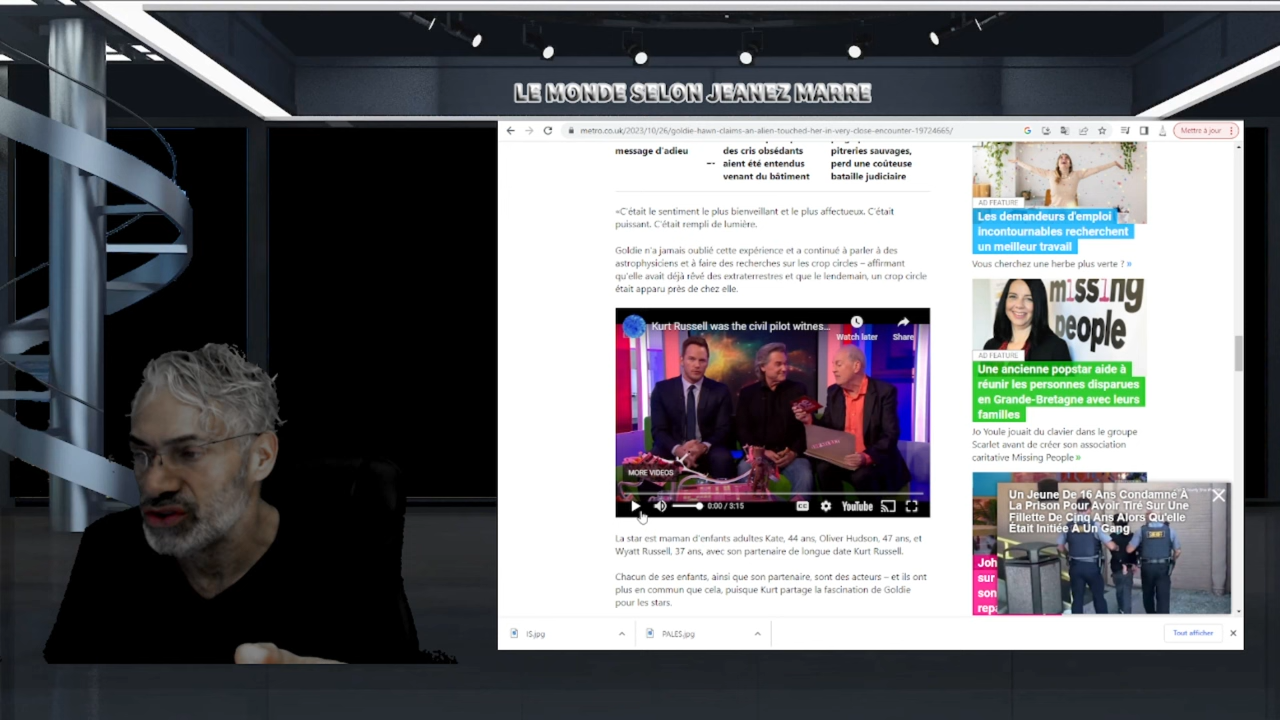 LE MONDE SELON JEANEZ MARRE
metro.co.uk/2023/10/26/goldie-hawn-claims-an-alien-touched-her-in-very-close-encounter-19724665/
Mettre à jour
message d'adieu
des cris obsédants
aient été entendus
venant du bâtiment
pitreries sauvages,
perd une coûteuse
bataille judiciaire
«C'était le sentiment le plus bienveillant et le plus affectueux. C'était
puissant. C'était rempli de lumière.
Goldie n'a jamais oublié cette expérience et a continué à parler à des
astrophysiciens et à faire des recherches sur les crop circles – affirmant
qu'elle avait déjà rêvé des extraterrestres et que le lendemain, un crop circle
était apparu près de chez elle.
Kurt Russell was the civil pilot witnes...
Watch later
Share
MORE VIDEOS
0:00 / 3:15
CC
YouTube
La star est maman d'enfants adultes Kate, 44 ans, Oliver Hudson, 47 ans, et
Wyatt Russell, 37 ans, avec son partenaire de longue date Kurt Russell.
Chacun de ses enfants, ainsi que son partenaire, sont des acteurs – et ils ont
plus en commun que cela, puisque Kurt partage la fascination de Goldie
pour les stars.
AD FEATURE
Les demandeurs d'emploi
incontournables recherchent
un meilleur travail
Vous cherchez une herbe plus verte ? »
missing
people
AD FEATURE
Une ancienne popstar aide à
réunir les personnes disparues
en Grande-Bretagne avec leurs
familles
Jo Youle jouait du clavier dans le groupe
Scarlet avant de créer son association
caritative Missing People »
Un Jeune De 16 Ans Condamné À
La Prison Pour Avoir Tiré Sur Une
Fillette De Cinq Ans Alors Qu'elle
Était Initiée À Un Gang
SHERIFF
Joh
sur
son
repa
IS.jpg
PALES.jpg
Tout afficher